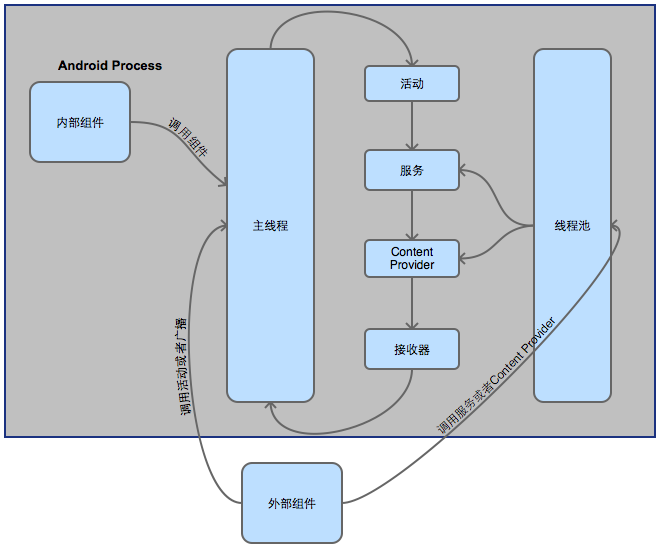 Android Process
内部组件
调用组件
主线程
活动
服务
Content
Provider
接收器
线程池
调用活动或者广播
调用服务或者Content Provider
外部组件